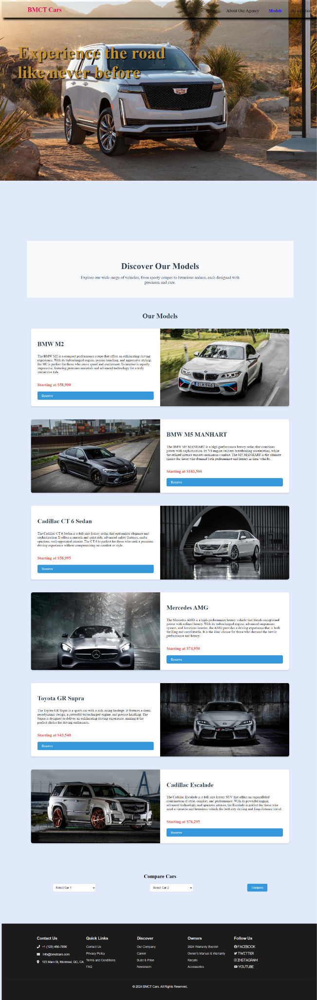 BMCT Cars
Home About Our Agency Models Reservation
Experience the road
like never before
Discover Our Models
Explore our wide range of vehicles, from sporty coupes to luxurious sedans, each designed with
precision and care.
Our Models
BMW M2
The BMW M2 is a compact performance coupe that offers an exhilarating driving
experience. With its turbocharged engine, precise handling, and aggressive styling,
the M2 is perfect for those who crave speed and excitement. Its interior is equally
impressive, featuring premium materials and advanced technology for a truly
immersive ride.
Starting at $58,900
Reserve
DLH 946
BMW M5 MANHART
The BMW M5 MANHART is a high-performance luxury sedan that combines
power with sophistication. Its V8 engine delivers breathtaking acceleration, while
the refined interior ensures maximum comfort. The M5 MANHART is the ultimate
choice for those who demand both performance and luxury in their vehicle.
Starting at $103,500
Reserve
Cadillac CT 6 Sedan
The Cadillac CT 6 Sedan is a full-size luxury sedan that epitomizes elegance and
sophistication. It offers a smooth and quiet ride, advanced safety features, and a
spacious, well-appointed interior. The CT 6 is perfect for those who seek a premium
driving experience without compromising on comfort or style.
Starting at $58,995
Reserve
Mercedes AMG
The Mercedes AMG is a high-performance luxury vehicle that blends exceptional
power with refined luxury. With its turbocharged engine, advanced suspension
system, and luxurious interior, the AMG provides a driving experience that is both
thrilling and comfortable. It is the ideal choice for those who demand the best in
performance and luxury.
Starting at $74,950
Reserve
Toyota GR Supra
The Toyota GR Supra is a sports car with a rich racing heritage. It features a sleek,
aerodynamic design, a powerful turbocharged engine, and precise handling. The
Supra is designed to deliver an exhilarating driving experience, making it the
perfect choice for driving enthusiasts.
Starting at $43,540
Reserve
Cadillac Escalade
The Cadillac Escalade is a full-size luxury SUV that offers an unparalleled
combination of style, comfort, and performance. With its powerful engine,
advanced technology, and spacious interior, the Escalade is perfect for those who
need a versatile and luxurious vehicle for both city driving and long-distance travel.
Starting at $76,295
Reserve
Compare Cars
Select Car 1 Select Car 2 Compare
Contact Us
+1 (123) 456-7890
info@bmctcars.com
123 Main St, Montreal, QC, CA
Quick Links
Contact Us
Privacy Policy
Terms and Conditions
FAQ
Discover
Our Company
Career
Build & Price
Newsroom
Owners
2024 Warranty Booklet
Owner's Manual & Warranty
Recalls
Accessories
Follow Us
FACEBOOK
TWITTER
INSTAGRAM
YOUTUBE
© 2024 BMCT Cars. All Rights Reserved.